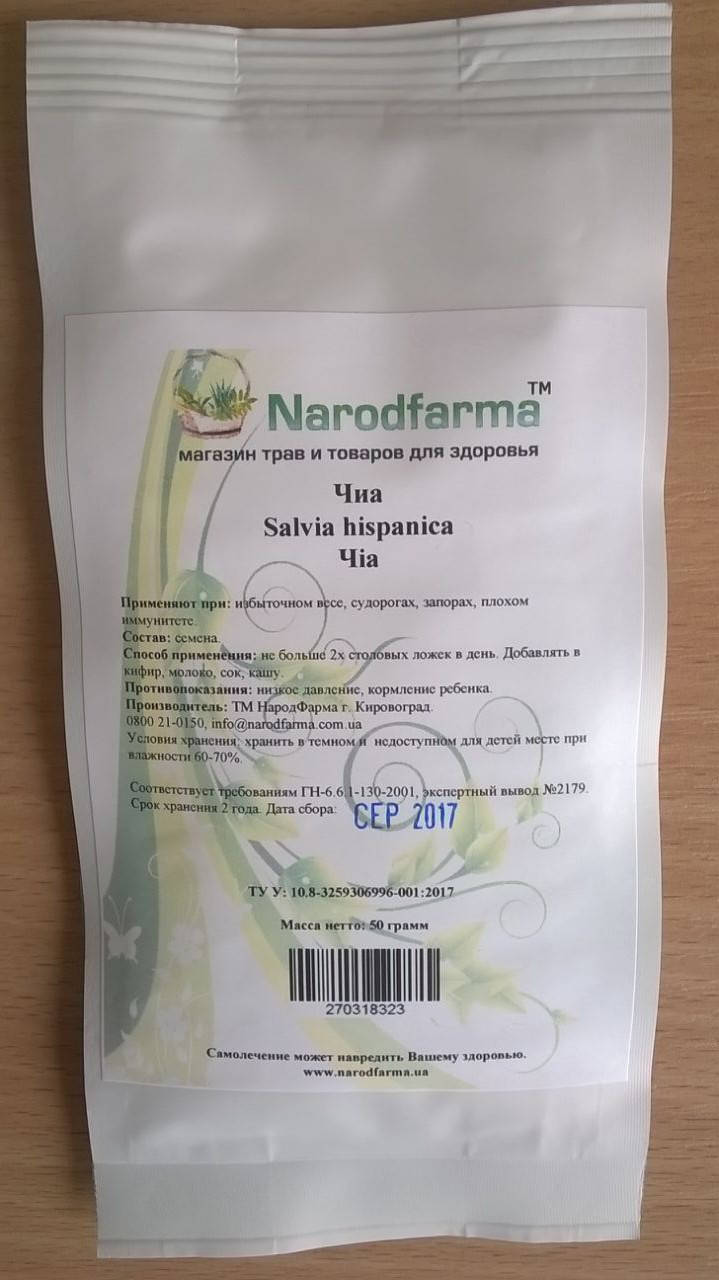 Narodfarma™
магазин трав и товаров для здоровья
Чиа
Salvia hispanica
Чіа
Применяют при: избыточном весе, судорогах, запорах, плохом
иммунитете.
Состав: семена.
Способ применения: не больше 2х столовых ложек в день. Добавлять в
кифир, молоко, сок, кашу.
Противопоказания: низкое давление, кормление ребенка.
Производитель: ТМ НародФарма г. Кировоград.
0800 21-0150, info@narodfarma.com.ua
Условия хранения: хранить в темном и недоступном для детей месте при
влажности 60-70%.
Соответствует требованиям ГН-6.6.1-130-2001, экспертный вывод №2179.
Срок хранения 2 года. Дата сбора: СЕР 2017
ТУ У: 10.8-3259306996-001:2017
Масса нетто: 50 грамм
270318323
Самолечение может навредить Вашему здоровью.
www.narodfarma.ua